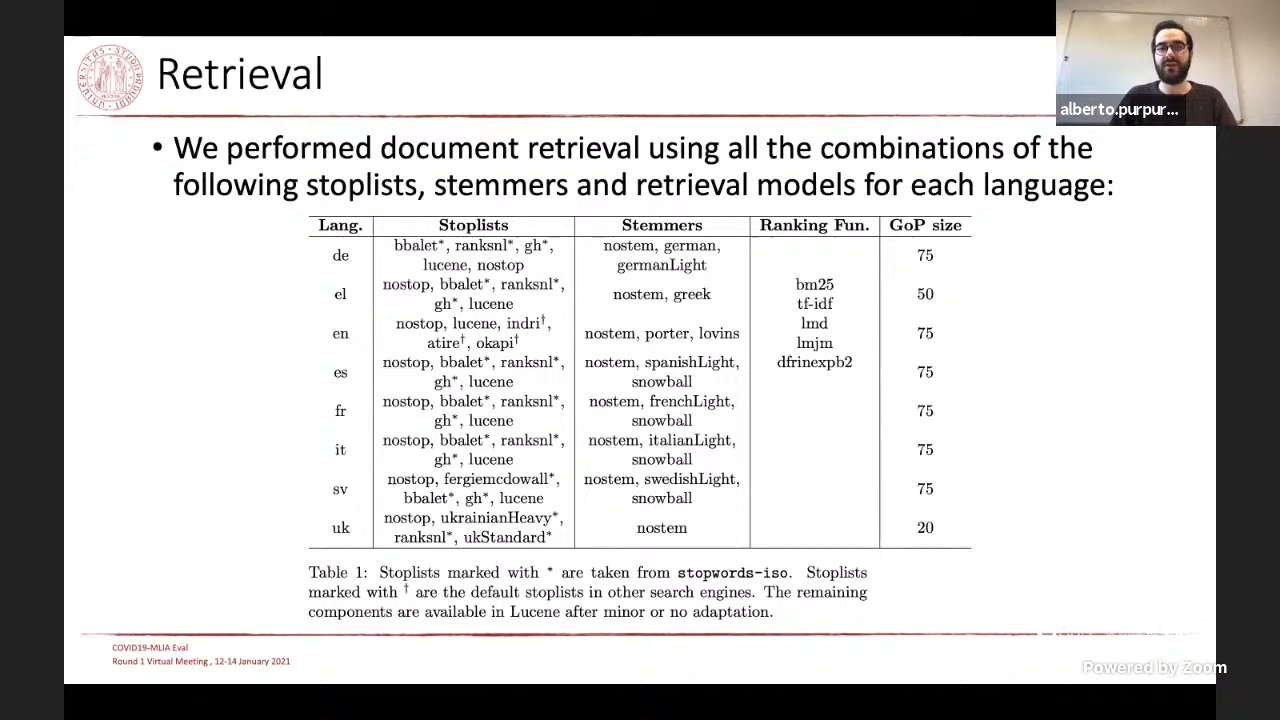 Retrieval
alberto.purpur...
• We performed document retrieval using all the combinations of the
following stoplists, stemmers and retrieval models for each language:
Lang. Stoplists Stemmers Ranking Fun. GoP size
de bbalet*, ranksnl*, gh*, lucene, nostop nostem, german, germanLight 75
el nostop, bbalet*, ranksnl*, gh*, lucene nostem, greek 50
en nostop, lucene, indri†, atire†, okapi† nostem, porter, lovins 75
es nostop, bbalet*, ranksnl*, gh*, lucene nostem, spanishLight, snowball 75
fr nostop, bbalet*, ranksnl*, gh*, lucene nostem, frenchLight, snowball 75
it nostop, bbalet*, ranksnl*, gh*, lucene nostem, italianLight, snowball 75
sv nostop, fergiemcdowall*, bbalet*, gh*, lucene nostem, swedishLight, snowball 75
uk nostop, ukrainianHeavy*, ranksnl*, ukStandard* nostem 20
bm25
tf-idf
lmd
lmjm
dfrinexpb2
Table 1: Stoplists marked with * are taken from stopwords-iso. Stoplists
marked with † are the default stoplists in other search engines. The remaining
components are available in Lucene after minor or no adaptation.
COVID19-MLIA Eval
Round 1 Virtual Meeting , 12-14 January 2021
Powered by Zoom